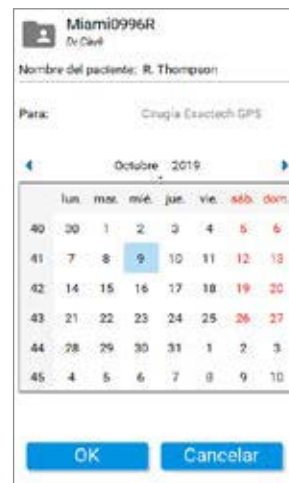 Miami0996R
Dr. Clavé
Nombre del paciente: R. Thompson
Para: Cirugía Exactech GPS
Octubre 2019
lun. mar. mié. jue. vie. sáb. dom.
40 30 1 2 3 4 5 6
41 7 8 9 10 11 12 13
42 14 15 16 17 18 19 20
43 21 22 23 24 25 26 27
44 28 29 30 31 1 2 3
45 4 5 6 7 8 9 10
OK Cancelar